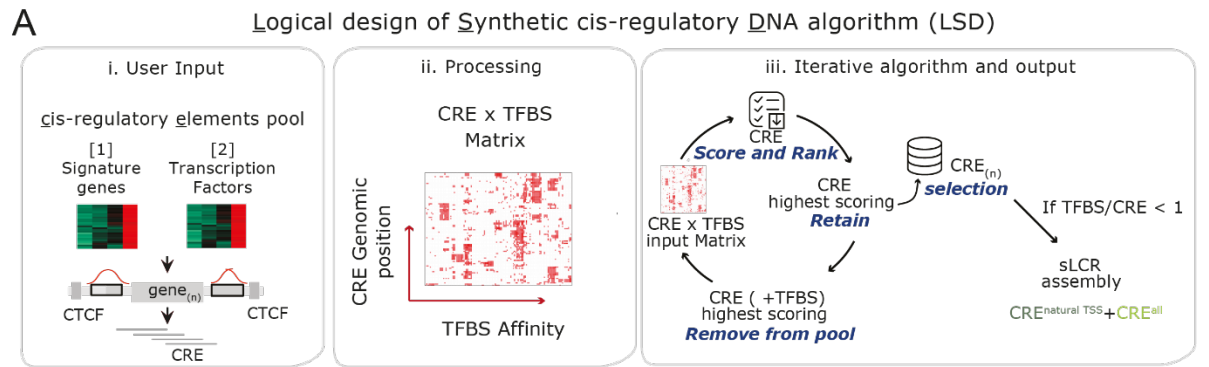 A
Logical design of Synthetic cis-regulatory DNA algorithm (LSD)
i. User Input
cis-regulatory elements pool
[1]
Signature
genes
[2]
Transcription
Factors
gene(n)
CTCF
CTCF
CRE
ii. Processing
CRE x TFBS
Matrix
CRE Genomic
position
TFBS Affinity
iii. Iterative algorithm and output
CRE
Score and Rank
CRE x TFBS
input Matrix
CRE
highest scoring
Retain
CRE ( +TFBS)
highest scoring
Remove from pool
CRE(n)
selection
If TFBS/CRE < 1
sLCR
assembly
CREnatural TSS+CREall